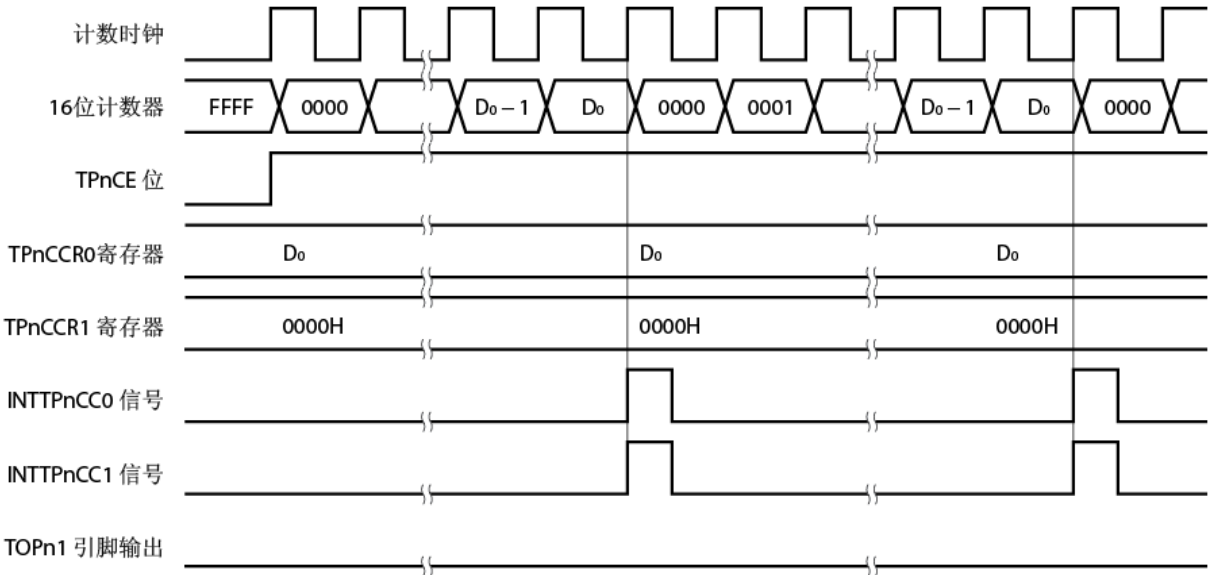 计数时钟
16位计数器 FFFF 0000 D₀ – 1 D₀ 0000 0001 D₀ – 1 D₀ 0000
TPnCE 位
TPnCCR0寄存器 D₀ D₀ D₀
TPnCCR1 寄存器 0000H 0000H 0000H
INTTPnCC0 信号
INTTPnCC1 信号
TOPn1 引脚输出